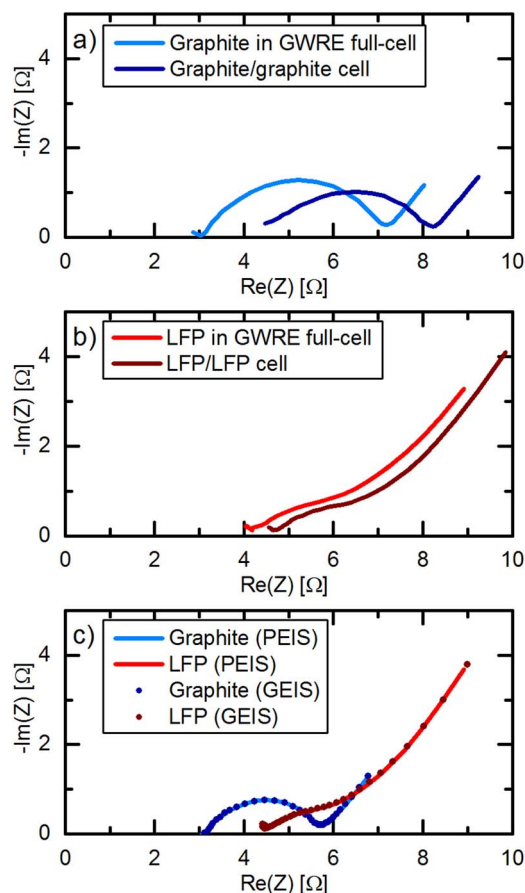 a)
Graphite in GWRE full-cell
Graphite/graphite cell
-Im(Z) [Ω]
4
2
0
0 2 4 6 8 10
Re(Z) [Ω]
b)
LFP in GWRE full-cell
LFP/LFP cell
-Im(Z) [Ω]
4
2
0
0 2 4 6 8 10
Re(Z) [Ω]
c)
Graphite (PEIS)
LFP (PEIS)
Graphite (GEIS)
LFP (GEIS)
-Im(Z) [Ω]
4
2
0
0 2 4 6 8 10
Re(Z) [Ω]